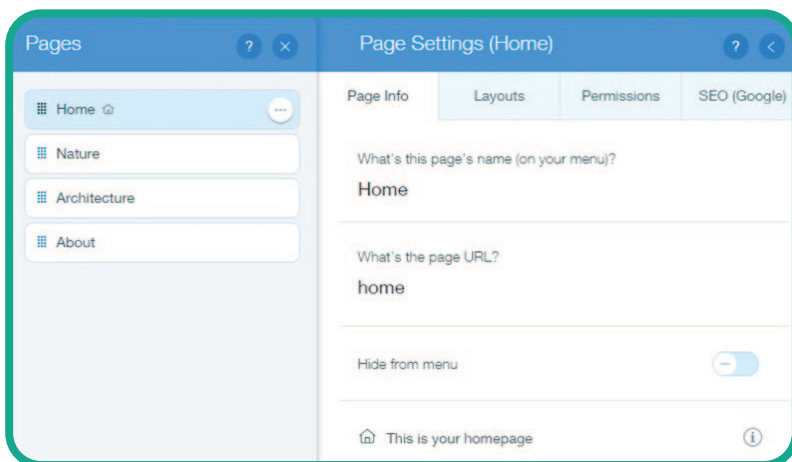 Pages
?
×
Home
...
Nature
Architecture
About
Page Settings (Home)
?
<
Page Info
Layouts
Permissions
SEO (Google)
What's this page's name (on your menu)?
Home
What's the page URL?
home
Hide from menu
This is your homepage
i